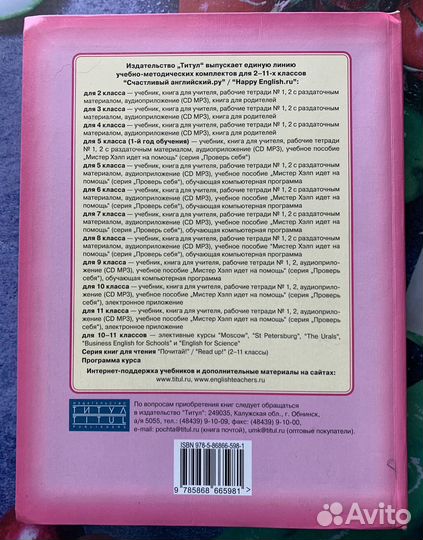 Издательство „Титул" выпускает единую линию
учебно-методических комплектов для 2–11-х классов
"Счастливый английский.ру" / "Happy English.ru":
для 2 класса — учебник, книга для учителя, рабочие тетради № 1, 2 с раздаточным
материалом, аудиоприложение (CD MP3), книга для родителей
для 3 класса — учебник, книга для учителя, рабочие тетради № 1, 2 с раздаточным
материалом, аудиоприложение (CD MP3), книга для родителей
для 4 класса — учебник, книга для учителя, рабочие тетради № 1, 2 с раздаточным
материалом, аудиоприложение (CD MP3), книга для родителей
для 5 класса (1-й год обучения) — учебник, книга для учителя, рабочие тетради
№ 1, 2 с раздаточным материалом, аудиоприложение (CD MP3), учебное пособие
„Мистер Хэлп идет на помощь" (серия „Проверь себя")
для 5 класса — учебник, книга для учителя, рабочие тетради № 1, 2 с раздаточным
материалом, аудиоприложение (CD MP3), учебное пособие "Мистер Хэлп идет на
помощь" (серия „Проверь себя"), обучающая компьютерная программа
для 6 класса — учебник, книга для учителя, рабочие тетради № 1, 2 с раздаточным
материалом, аудиоприложение (CD MP3), учебное пособие „Мистер Хэлп идет на
помощь" (серия „Проверь себя"), обучающая компьютерная программа
для 7 класса — учебник, книга для учителя, рабочие тетради № 1, 2 с раздаточным
материалом, аудиоприложение (CD MP3), учебное пособие „Мистер Хэлп идет на
помощь" (серия „Проверь себя"), обучающая компьютерная программа
для 8 класса — учебник, книга для учителя, рабочие тетради № 1, 2 с раздаточным
материалом, аудиоприложение (CD MP3), учебное пособие "Мистер Хэлп идет на
помощь" (серия „Проверь себя"), обучающая компьютерная программа
для 9 класса — учебник, книга для учителя, рабочие тетради № 1, 2, аудиоприло-
жение (CD MP3), учебное пособие „Мистер Хэлп идет на помощь" (серия „Проверь
себя"), обучающая компьютерная программа
для 10 класса — учебник, книга для учителя, рабочие тетради № 1, 2, аудиопри-
ложение (CD MP3), учебное пособие „Мистер Хэлп идет на помощь" (серия „Проверь
себя"), электронное приложение
для 11 класса — учебник, книга для учителя, рабочие тетради № 1, 2, аудиопри-
ложение (CD MP3), учебное пособие „Мистер Хэлп идет на помощь" (серия „Проверь
себя"), электронное приложение
для 10–11 классов — элективные курсы "Moscow", "St Petersburg", "The Urals",
"Business English for Schools" и "English for Science"
Серия книг для чтения "Почитай!" / "Read up!" (2–11 классы)
Программа курса
Интернет-поддержка учебников и дополнительные материалы на сайтах:
www.titul.ru, www.englishteachers.ru
ИЗДАТЕЛЬСТВО
ТИТУЛ
TITUL
PUBLISHERS
По вопросам приобретения книг следует обращаться
в издательство "Титул": 249035, Калужская обл., г. Обнинск,
а/я 5055, тел.: (48439) 9-10-09, факс: (48439) 9-10-00,
e-mail: pochta@titul.ru (книга почтой), umk@titul.ru (оптовые покупатели).
ISBN 978-5-86866-598-1
9 785868 665981
Avito